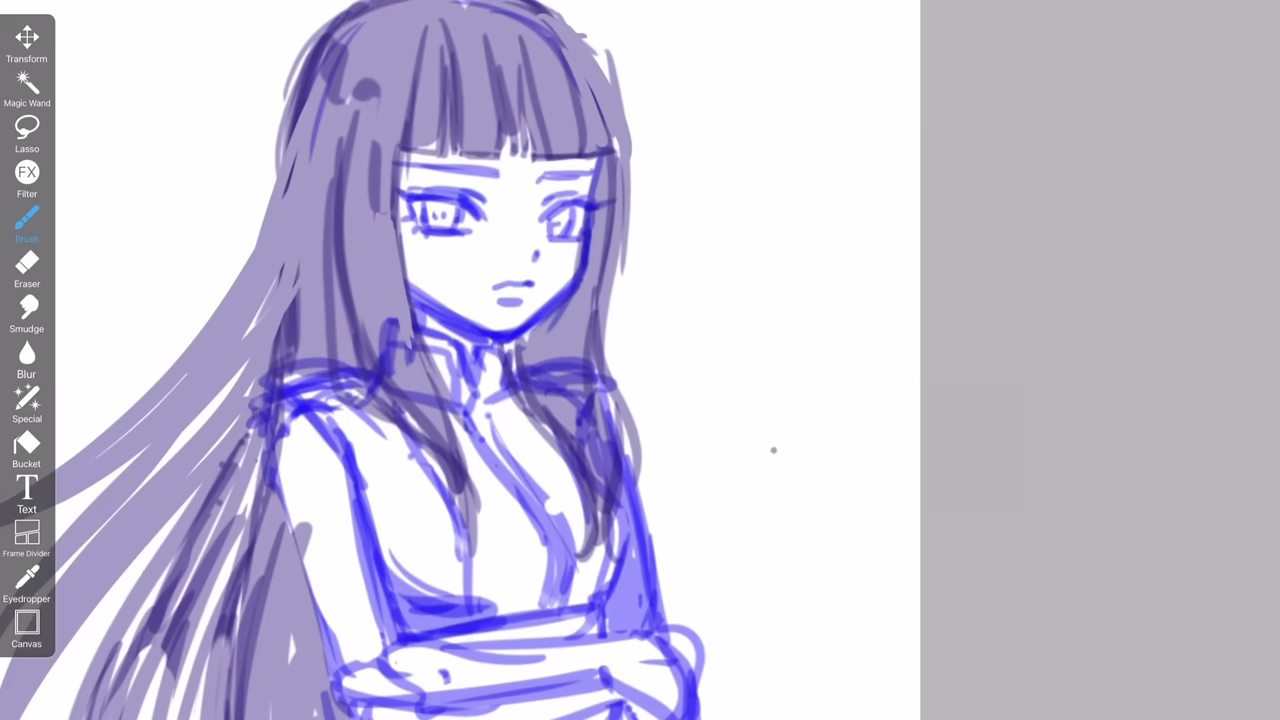 Transform
Magic Wand
Lasso
FX
Filter
Brush
Eraser
Smudge
Blur
Special
Bucket
T
Text
Frame Divider
Eyedropper
Canvas